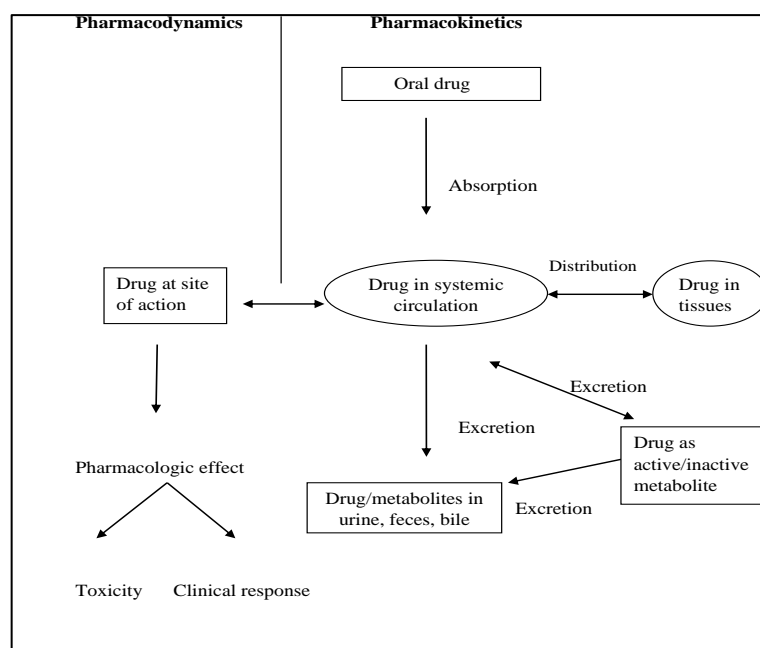 Pharmacodynamics
Pharmacokinetics
Oral drug
Absorption
Drug at site
of action
Drug in systemic
circulation
Distribution
Drug in
tissues
Excretion
Excretion
Drug as
active/inactive
metabolite
Pharmacologic effect
Drug/metabolites in
urine, feces, bile
Excretion
Toxicity
Clinical response